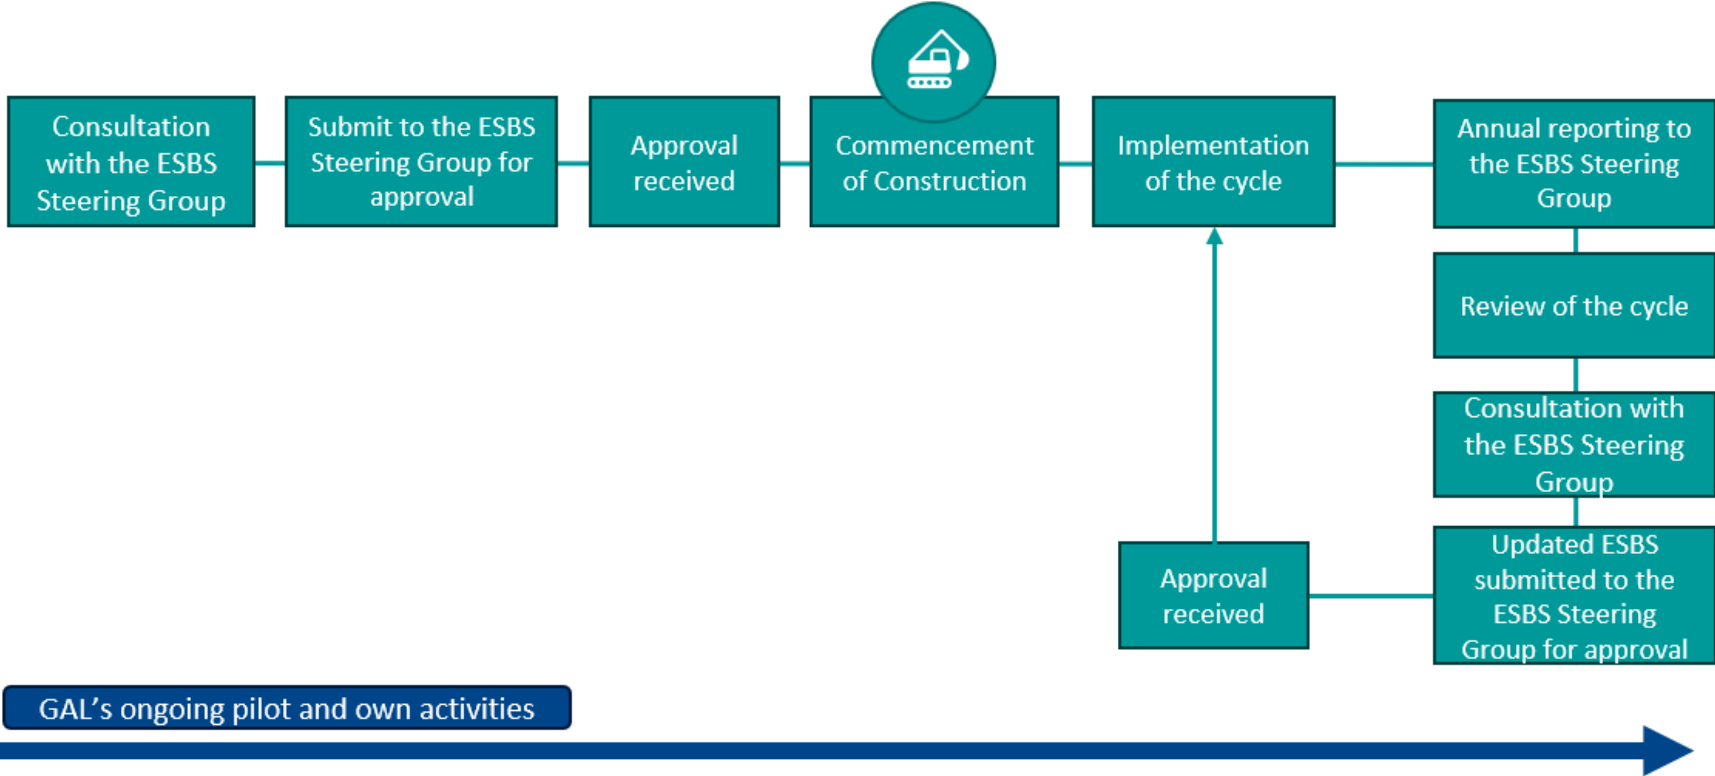 Consultation
with the ESBS
Steering Group
Submit to the ESBS
Steering Group for
approval
Approval
received
Commencement
of Construction
Implementation
of the cycle
Annual reporting to
the ESBS Steering
Group
Review of the cycle
Consultation with
the ESBS Steering
Group
Updated ESBS
submitted to the
ESBS Steering
Group for approval
Approval
received
GAL’s ongoing pilot and own activities